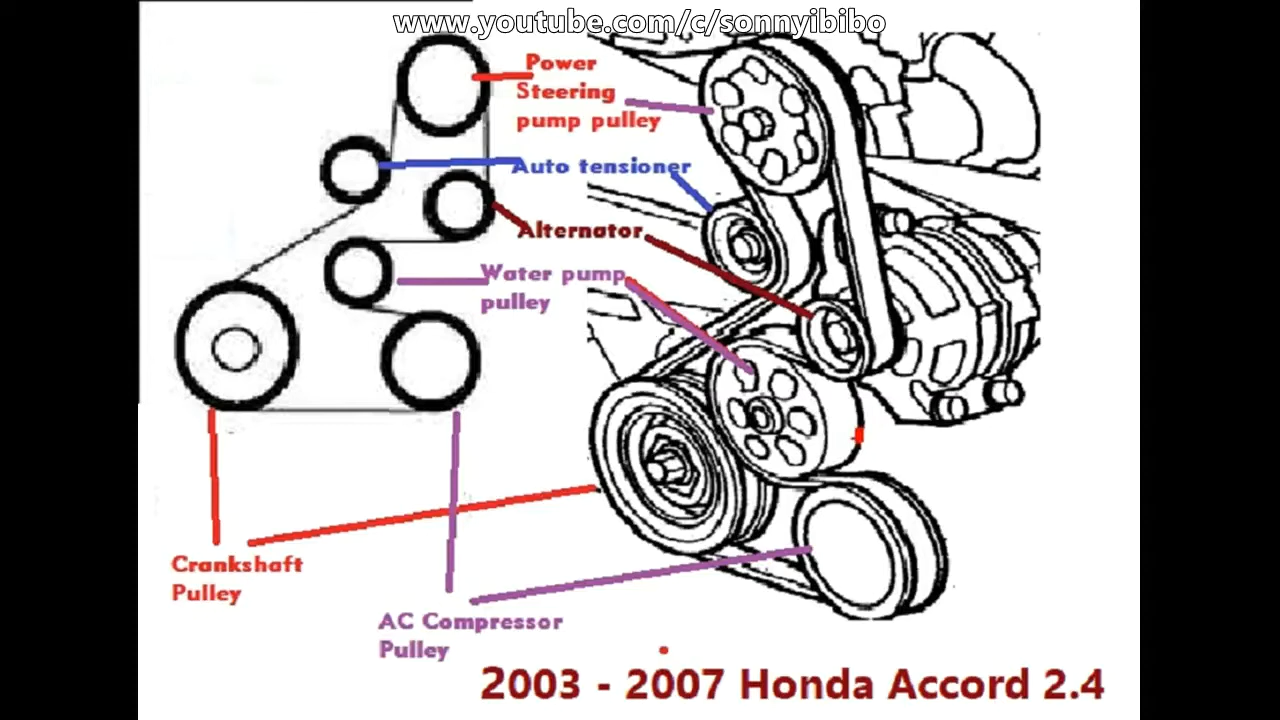 www.youtube.com/c/sonnyibibo
Power
Steering
pump pulley
Auto tensioner
Alternator
Water pump
pulley
Crankshaft
Pulley
AC Compressor
Pulley
2003 - 2007 Honda Accord 2.4